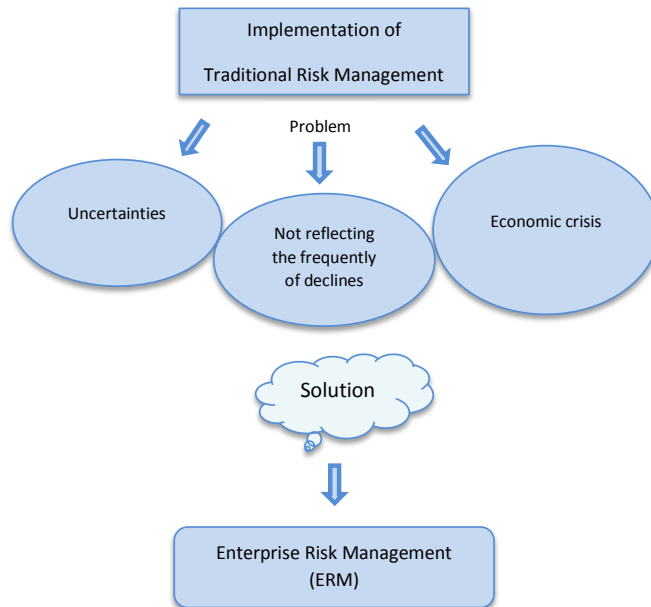 Implementation of
Traditional Risk Management
Problem
Uncertainties
Not reflecting
the frequently
of declines
Economic crisis
Solution
Enterprise Risk Management
(ERM)